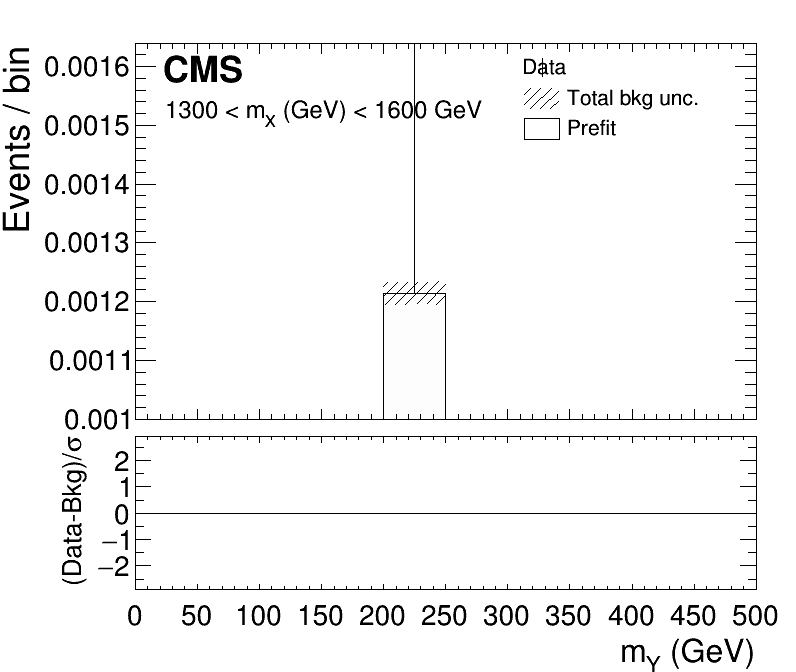 Events / bin
0.0016
0.0015
0.0014
0.0013
0.0012
0.0011
0.001
CMS
1300 < mX (GeV) < 1600 GeV
Data
Total bkg unc.
Prefit
(Data-Bkg)/σ
2
1
0
−1
−2
0 50 100 150 200 250 300 350 400 450 500
mY (GeV)